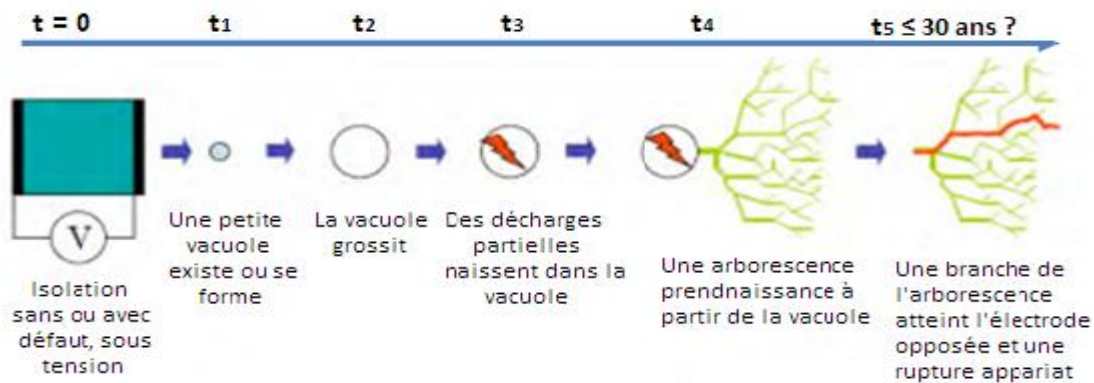 t = 0
t1
t2
t3
t4
t5 ≤ 30 ans ?
V
Isolation
sans ou avec
défaut, sous
tension
Une petite
vacuole
existe ou se
forme
La vacuole
grossit
Des décharges
partielles
naissent dans la
vacuole
Une arborescence
prendnaissance à
partir de la vacuole
Une branche de
l'arborescence
atteint l'électrode
opposée et une
rupture appariat